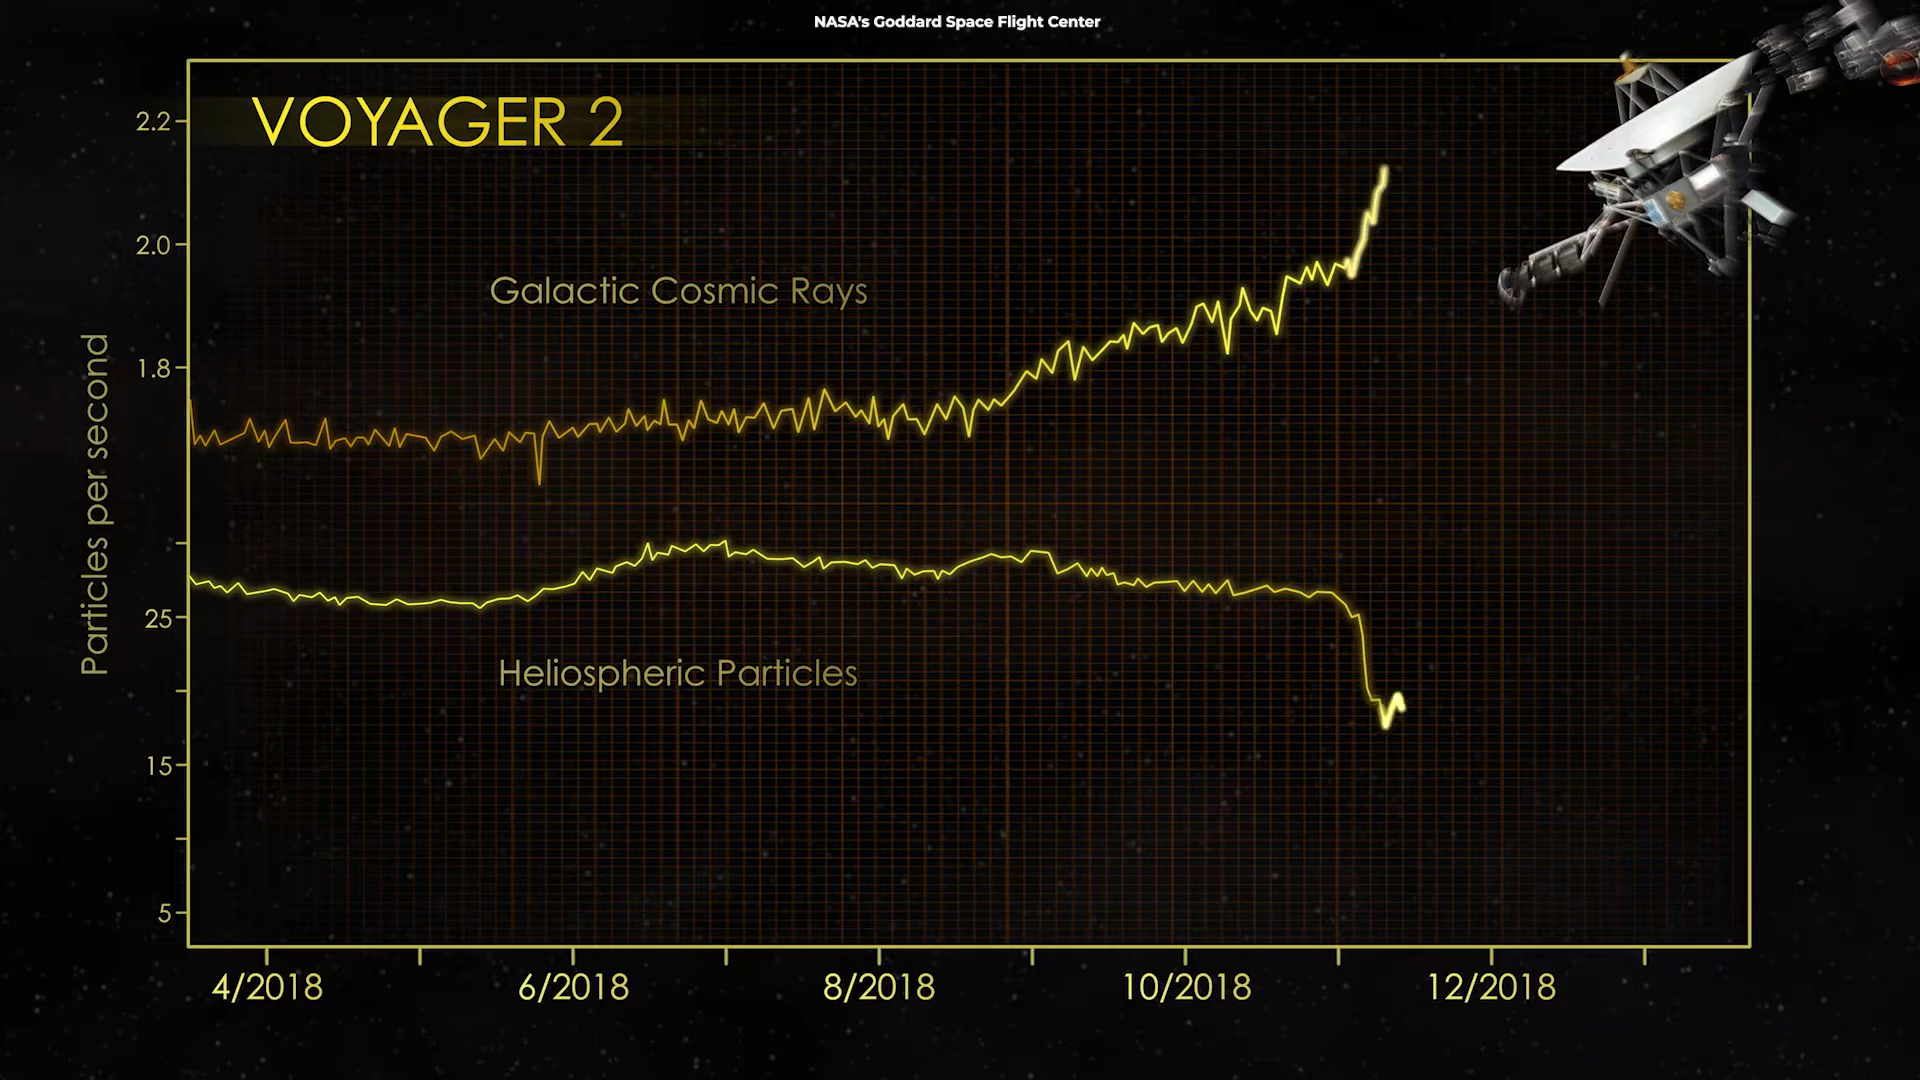 NASA's Goddard Space Flight Center
VOYAGER 2
2.2
2.0
Galactic Cosmic Rays
1.8
Particles per second
25
Heliospheric Particles
15
5
4/2018
6/2018
8/2018
10/2018
12/2018